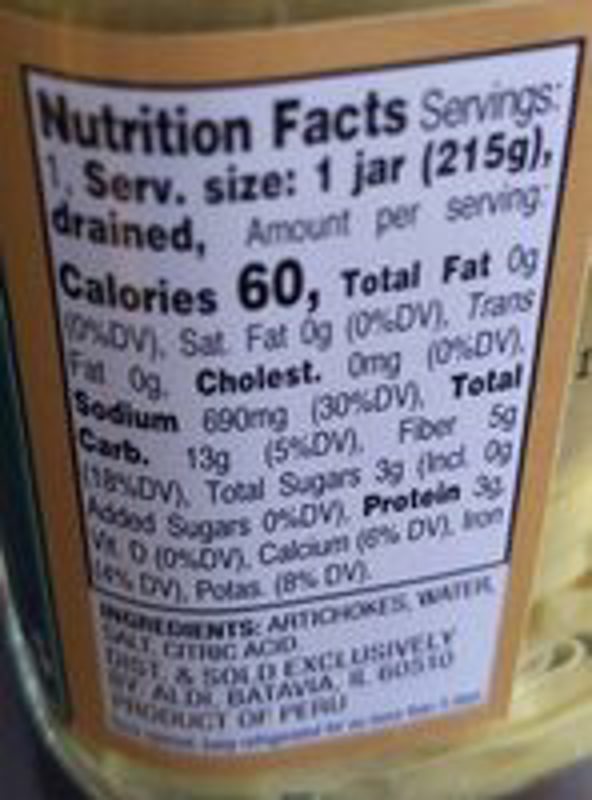 Nutrition Facts Servings:
1, Serv. size: 1 jar (215g),
drained, Amount per serving:
Calories 60, Total Fat 0g
(0%DV), Sat. Fat 0g (0%DV), Trans
Fat 0g, Cholest. 0mg (0%DV),
Sodium 690mg (30%DV), Total
Carb. 13g (5%DV), Fiber 5g
(18%DV), Total Sugars 3g (Incl. 0g
Added Sugars 0%DV), Protein 3g,
Vit. D (0%DV), Calcium (6% DV), Iron
(4% DV), Potas. (8% DV).
INGREDIENTS: ARTICHOKES, WATER,
SALT, CITRIC ACID
DIST. & SOLD EXCLUSIVELY
BY: ALDI, BATAVIA, IL 60510
PRODUCT OF PERU